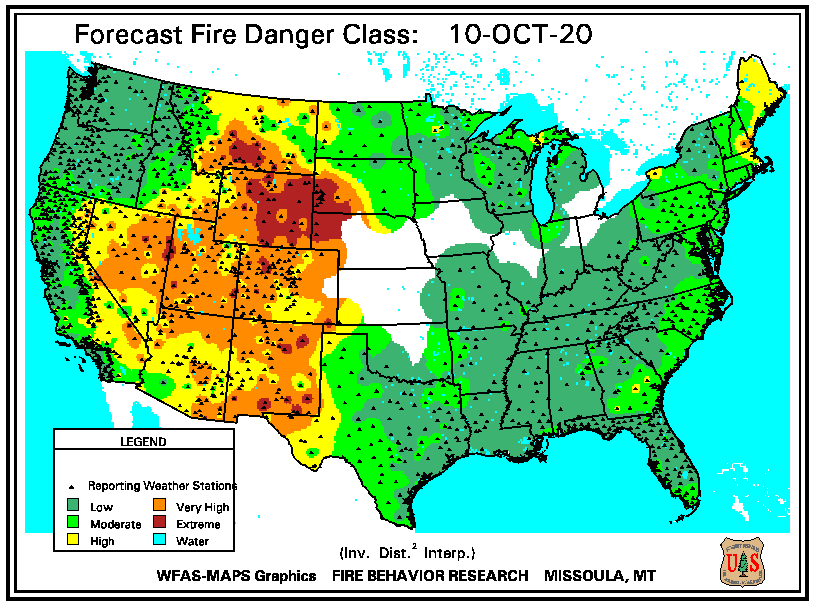 Forecast Fire Danger Class: 10-OCT-20
LEGEND
Reporting Weather Stations
Low Very High
Moderate Extreme
High Water
(Inv. Dist.² Interp.)
WFAS-MAPS Graphics FIRE BEHAVIOR RESEARCH MISSOULA, MT
U S